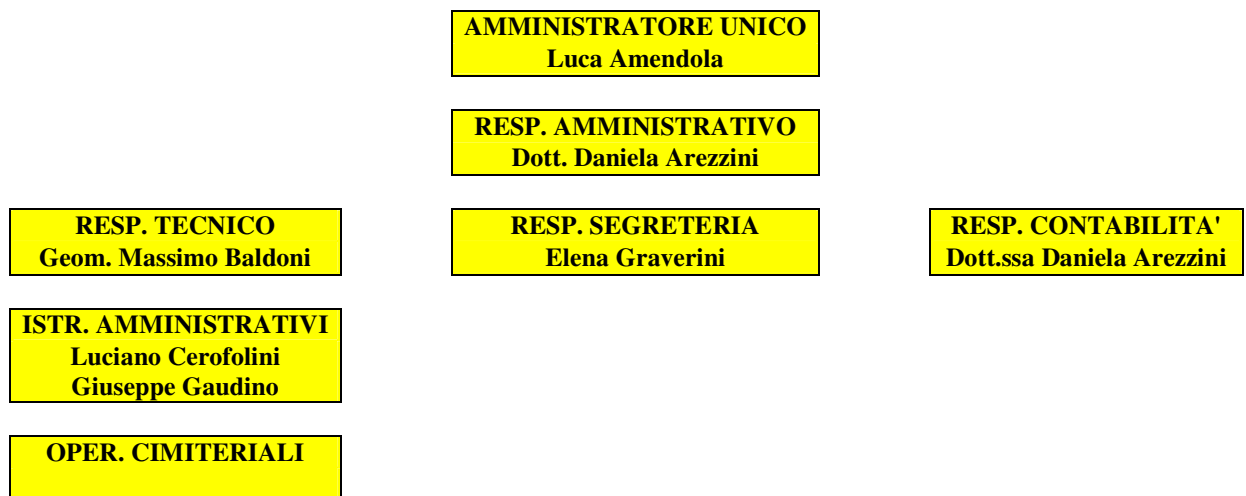 AMMINISTRATORE UNICO
Luca Amendola
RESP. AMMINISTRATIVO
Dott. Daniela Arezzini
RESP. TECNICO
Geom. Massimo Baldoni
RESP. SEGRETERIA
Elena Graverini
RESP. CONTABILITA'
Dott.ssa Daniela Arezzini
ISTR. AMMINISTRATIVI
Luciano Cerofolini
Giuseppe Gaudino
OPER. CIMITERIALI